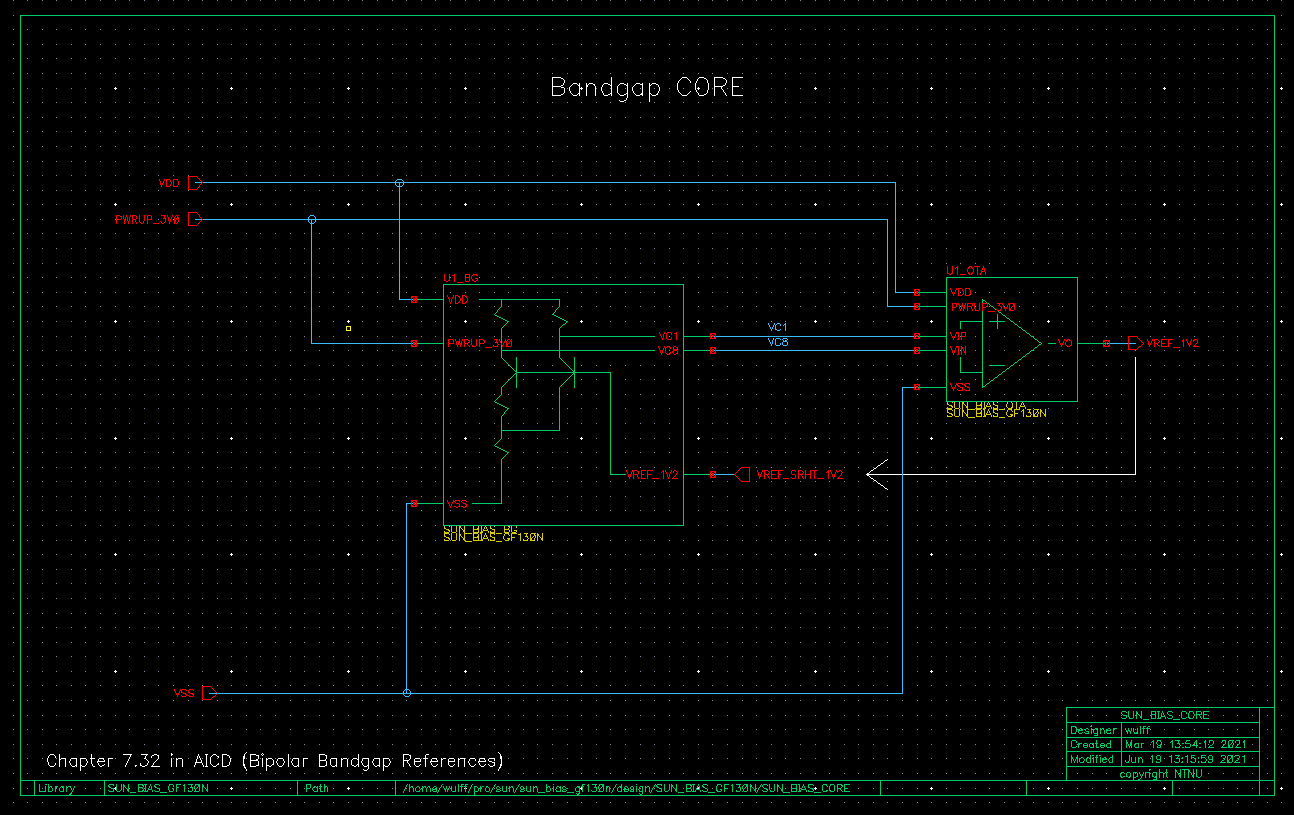 Bandgap CORE
VDD
PWRUP_3V0
U1_BG
VDD
PWRUP_3V0
VC1
VC8
VREF_1V2
VSS
SUN_BIAS_BG
SUN_BIAS_GF130N
VC1
VC8
VREF_SRHT_1V2
U1_OTA
VDD
PWRUP_3V0
VIP
VIN
VSS
VO
SUN_BIAS_OTA
SUN_BIAS_GF130N
VREF_1V2
VSS
Chapter 7.32 in AICD (Bipolar Bandgap References)
SUN_BIAS_CORE
Designer wulff
Created Mar 19 13:54:12 2021
Modified Jun 19 13:15:59 2021
copyright NTNU
Library SUN_BIAS_GF130N Path /home/wulff/pro/sun/sun_bias_gf130n/design/SUN_BIAS_GF130N/SUN_BIAS_CORE